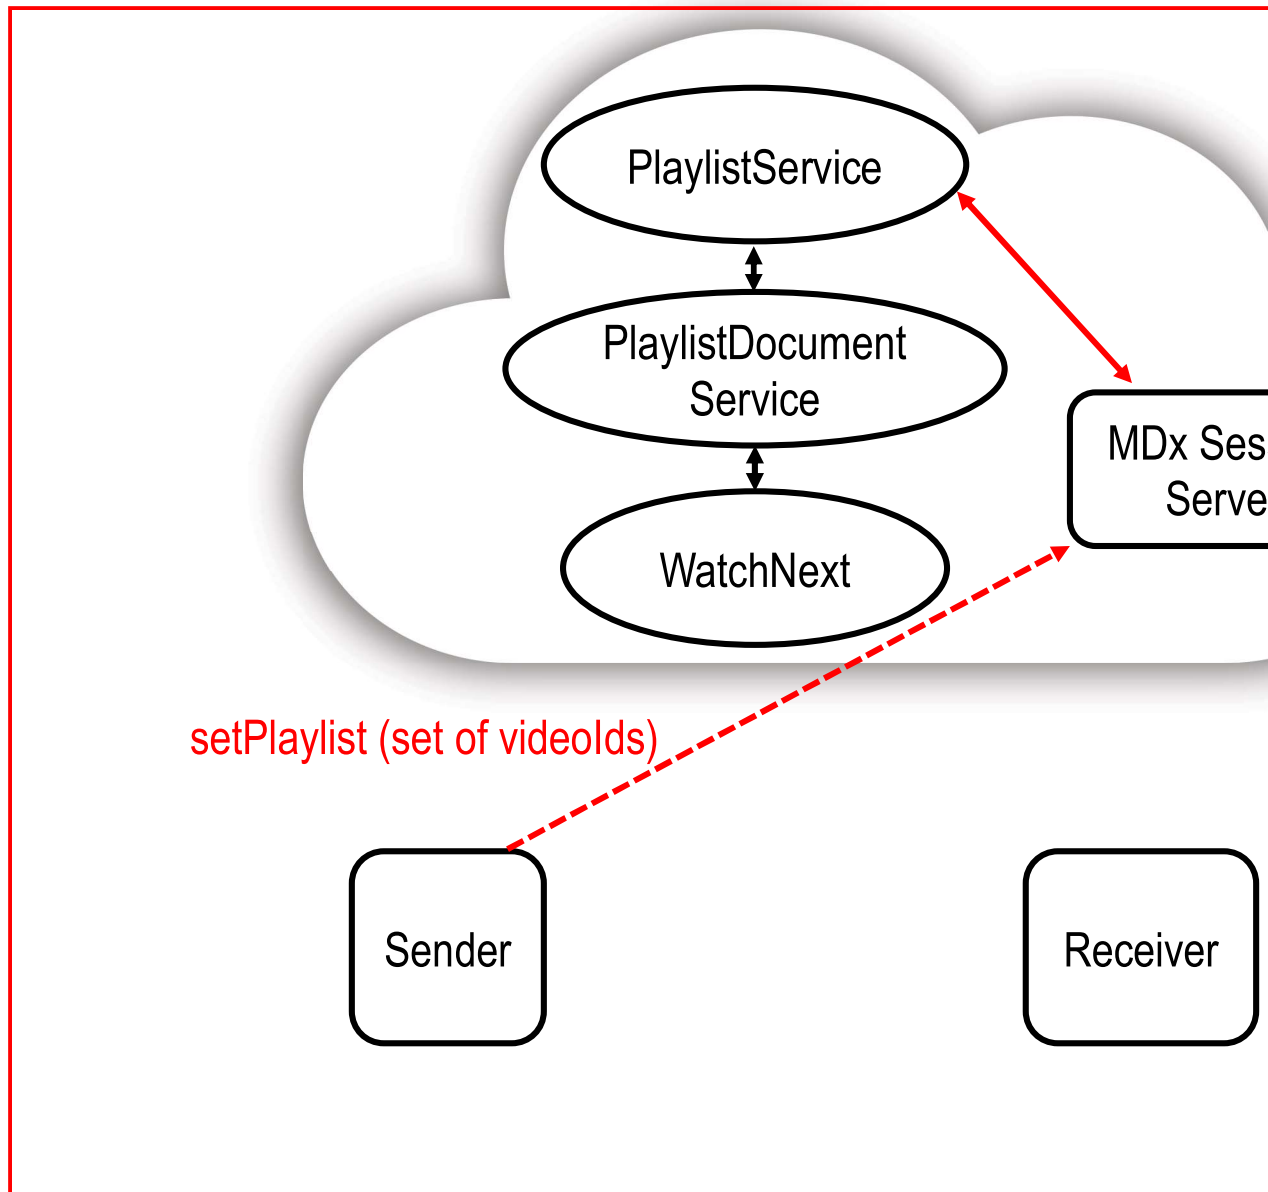 PlaylistService
PlaylistDocument
Service
MDx Ses
Serve
WatchNext
setPlaylist (set of videoIds)
Sender
Receiver